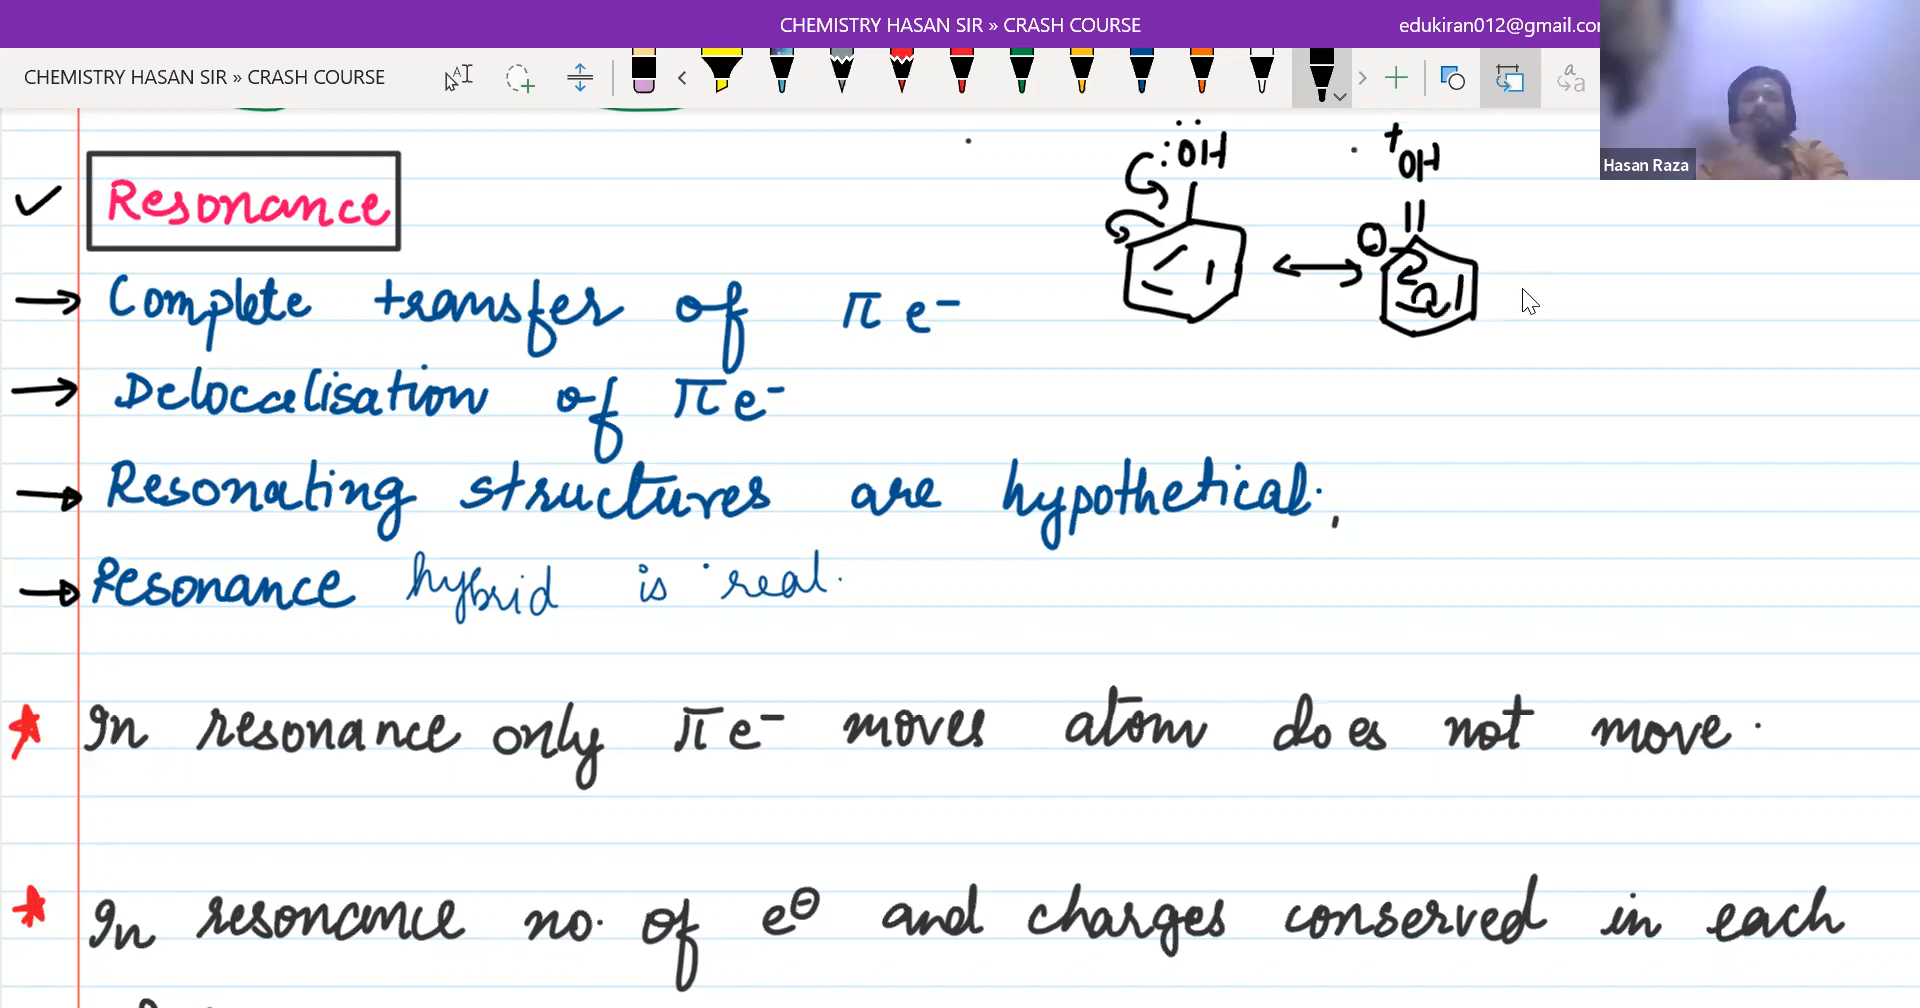 CHEMISTRY HASAN SIR » CRASH COURSE
edukiran012@gmail.co
CHEMISTRY HASAN SIR » CRASH COURSE
Hasan Raza
:ÖH
+OH
Resonance
→ Complete transfer of π e⁻
→ Delocalisation of π e⁻
→ Resonating structures are hypothetical.
→ Resonance hybrid is real.
In resonance only π e⁻ moves atom does not move.
In resonance no. of e⊖ and charges conserved in each